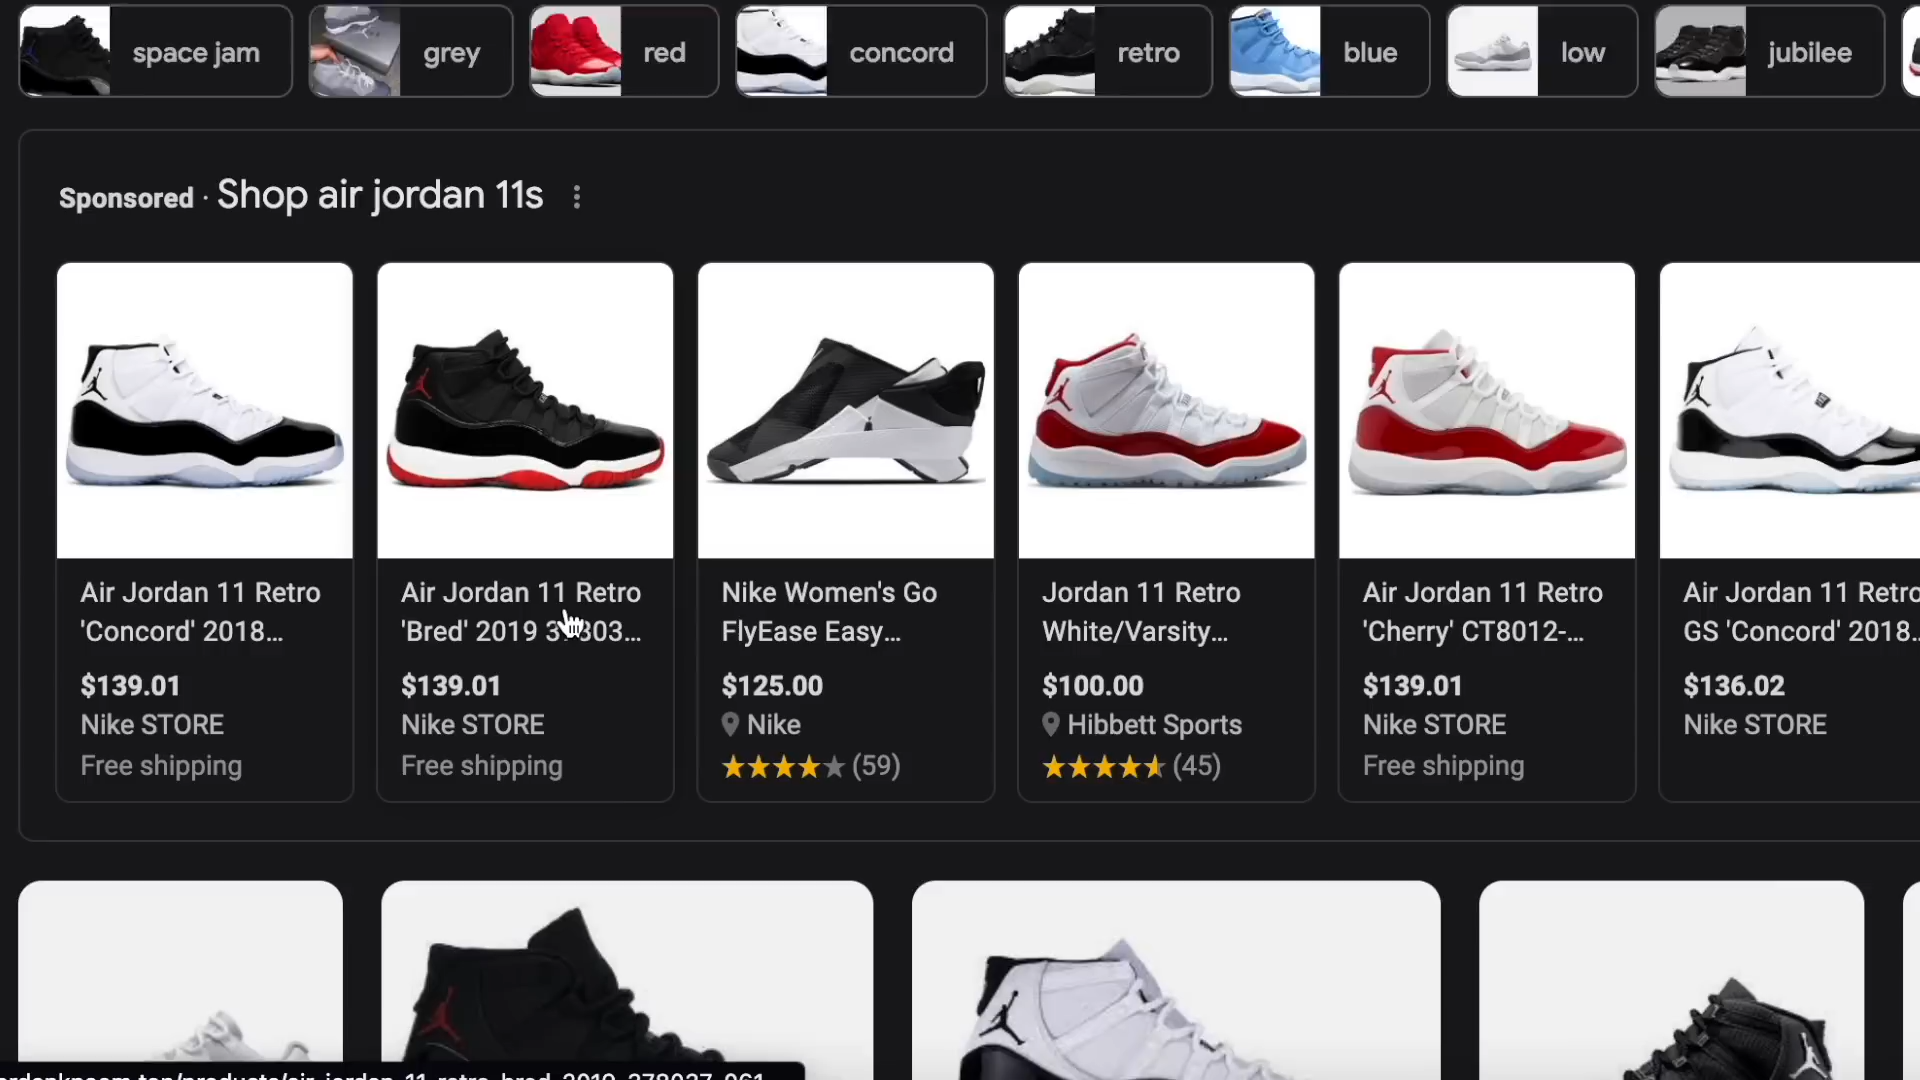 space jam
grey
red
concord
retro
blue
low
jubilee
Sponsored · Shop air jordan 11s
Air Jordan 11 Retro
'Concord' 2018...
$139.01
Nike STORE
Free shipping
Air Jordan 11 Retro
'Bred' 2019
$139.01
Nike STORE
Free shipping
Nike Women's Go
FlyEase Easy...
$125.00
Nike
(59)
Jordan 11 Retro
White/Varsity...
$100.00
Hibbett Sports
(45)
Air Jordan 11 Retro
'Cherry' CT8012-...
$139.01
Nike STORE
Free shipping
Air Jordan 11 Retro
GS 'Concord' 2018...
$136.02
Nike STORE